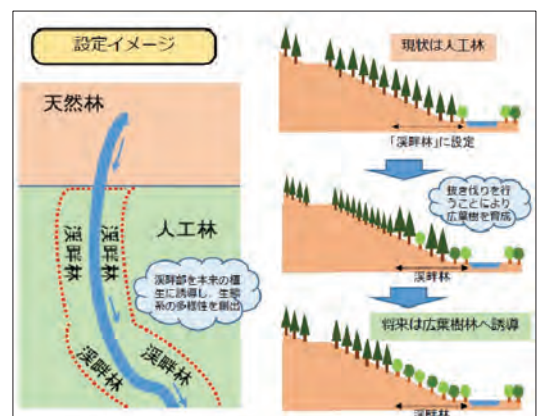 設定イメージ
天然林
人工林
渓畔林
渓畔林
渓畔部を本来の植
生に誘導し、生態
系の多様性を創出
渓畔林
渓畔林
現状は人工林
「渓畔林」に設定
抜き伐りを行
うことにより
広葉樹を育成
渓畔林
将来は広葉樹林へ誘導
渓畔林